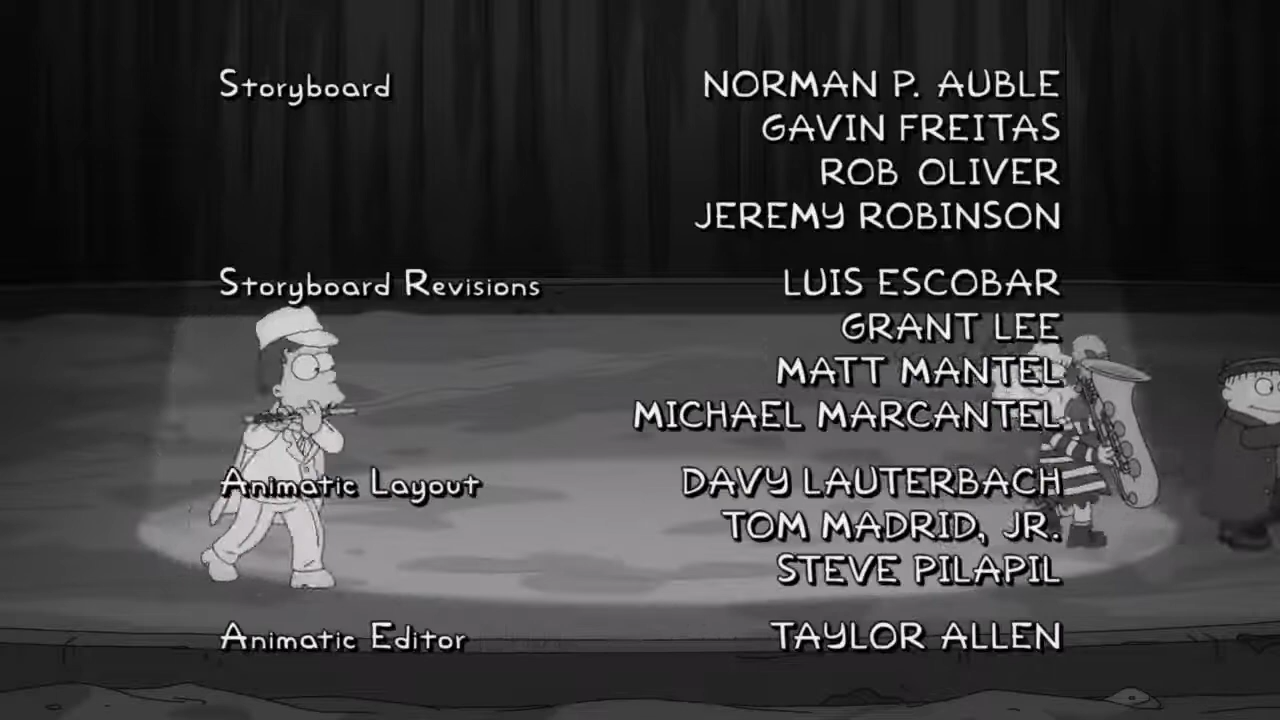 Storyboard NORMAN P. AUBLE
GAVIN FREITAS
ROB OLIVER
JEREMY ROBINSON
Storyboard Revisions LUIS ESCOBAR
GRANT LEE
MATT MANTEL
MICHAEL MARCANTEL
Animatic Layout DAVY LAUTERBACH
TOM MADRID, JR.
STEVE PILAPIL
Animatic Editor TAYLOR ALLEN